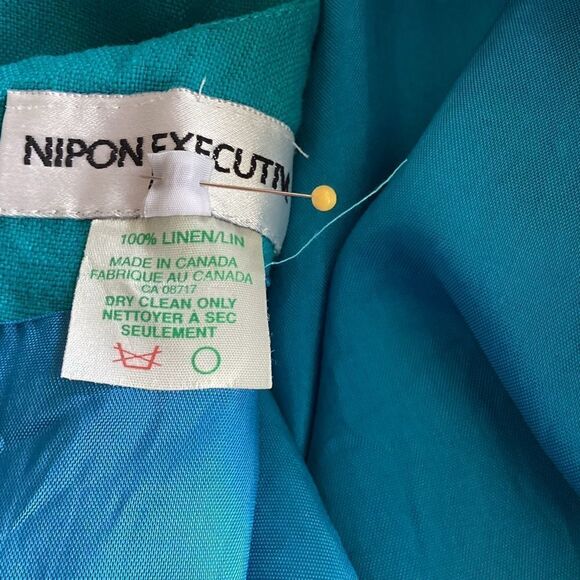 NIPON EXECUTIV
100% LINEN/LIN
MADE IN CANADA
FABRIQUE AU CANADA
CA 08717
DRY CLEAN ONLY
NETTOYER À SEC
SEULEMENT